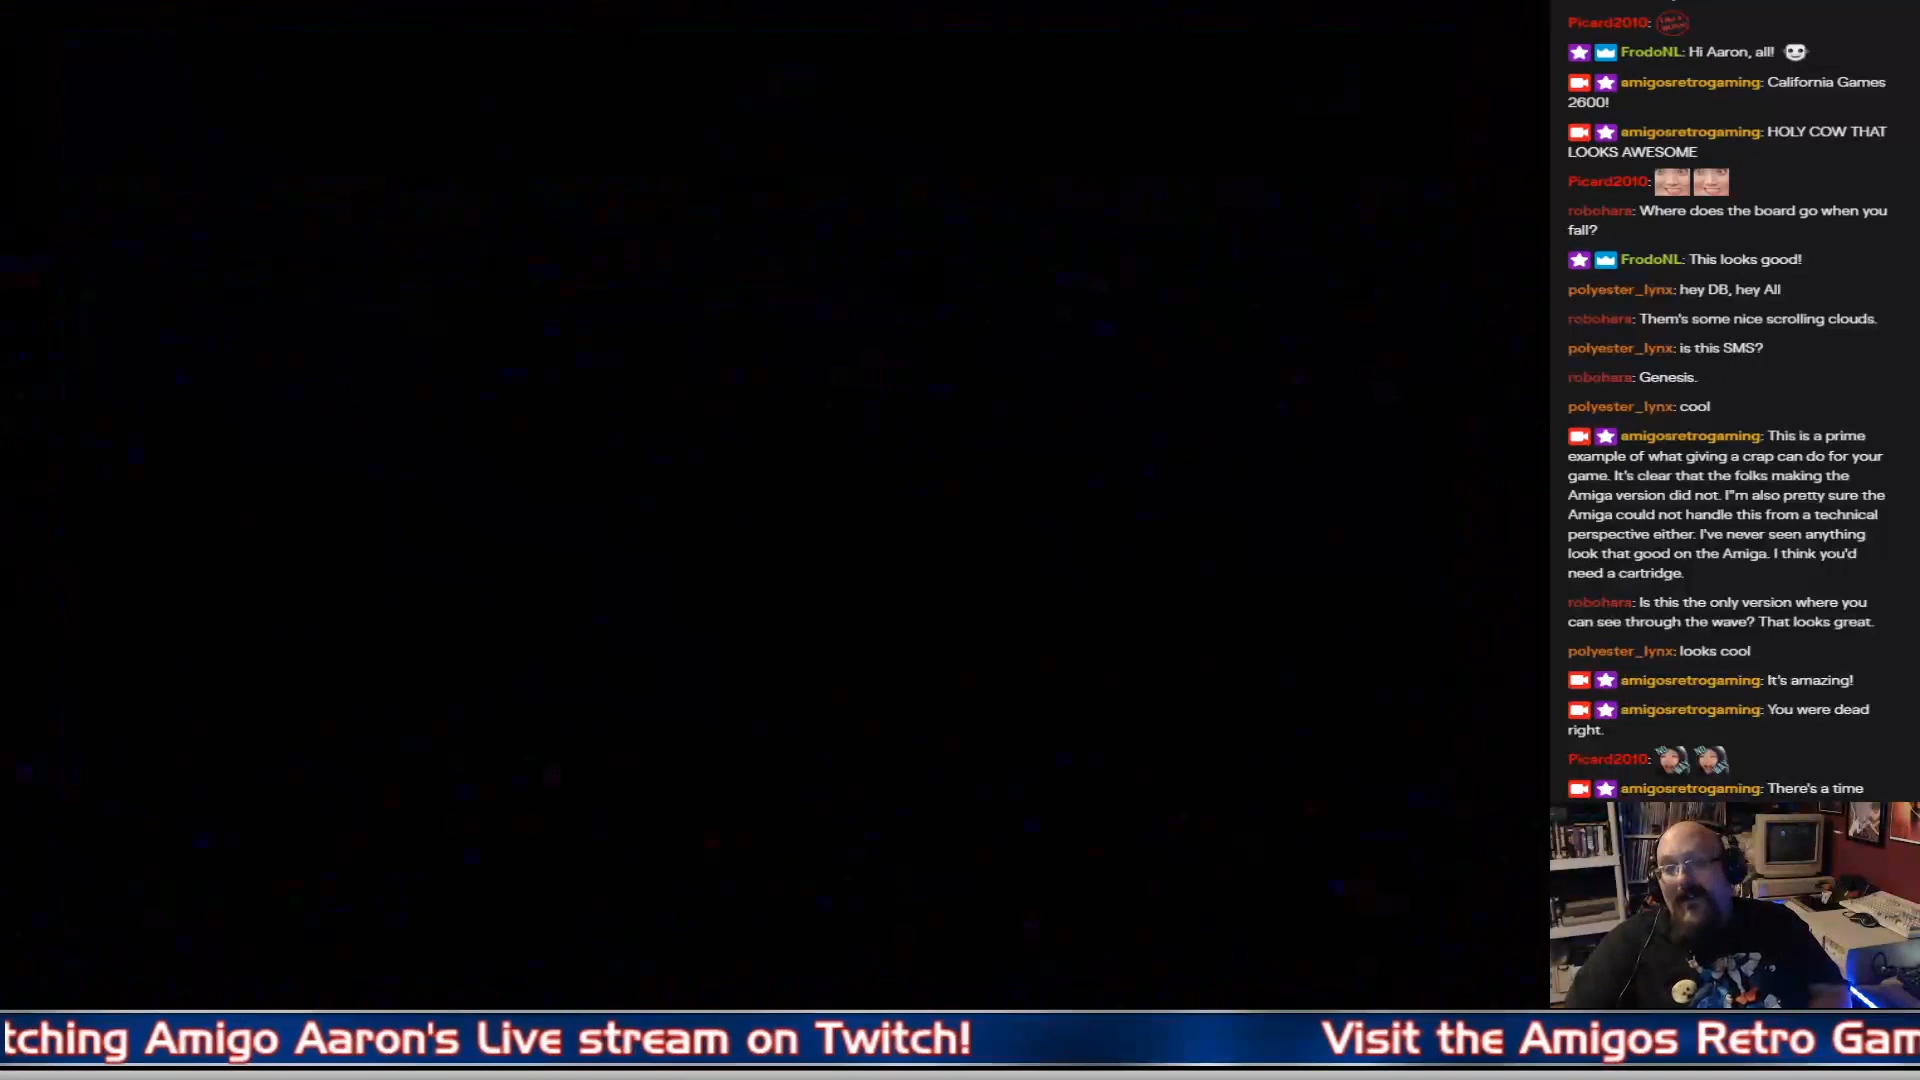 Picard2010:
FrodoNL: Hi Aaron, all!
amigosretrogaming: California Games
2600!
amigosretrogaming: HOLY COW THAT
LOOKS AWESOME
Picard2010:
robohara: Where does the board go when you
fall?
FrodoNL: This looks good!
polyester_lynx: hey DB, hey All
robohara: Them's some nice scrolling clouds.
polyester_lynx: is this SMS?
robohara: Genesis.
polyester_lynx: cool
amigosretrogaming: This is a prime
example of what giving a crap can do for your
game. It's clear that the folks making the
Amiga version did not. I"m also pretty sure the
Amiga could not handle this from a technical
perspective either. I've never seen anything
look that good on the Amiga. I think you'd
need a cartridge.
robohara: Is this the only version where you
can see through the wave? That looks great.
polyester_lynx: looks cool
amigosretrogaming: It's amazing!
amigosretrogaming: You were dead
right.
Picard2010:
amigosretrogaming: There's a time
tching Amigo Aaron's Live stream on Twitch! Visit the Amigos Retro Gam